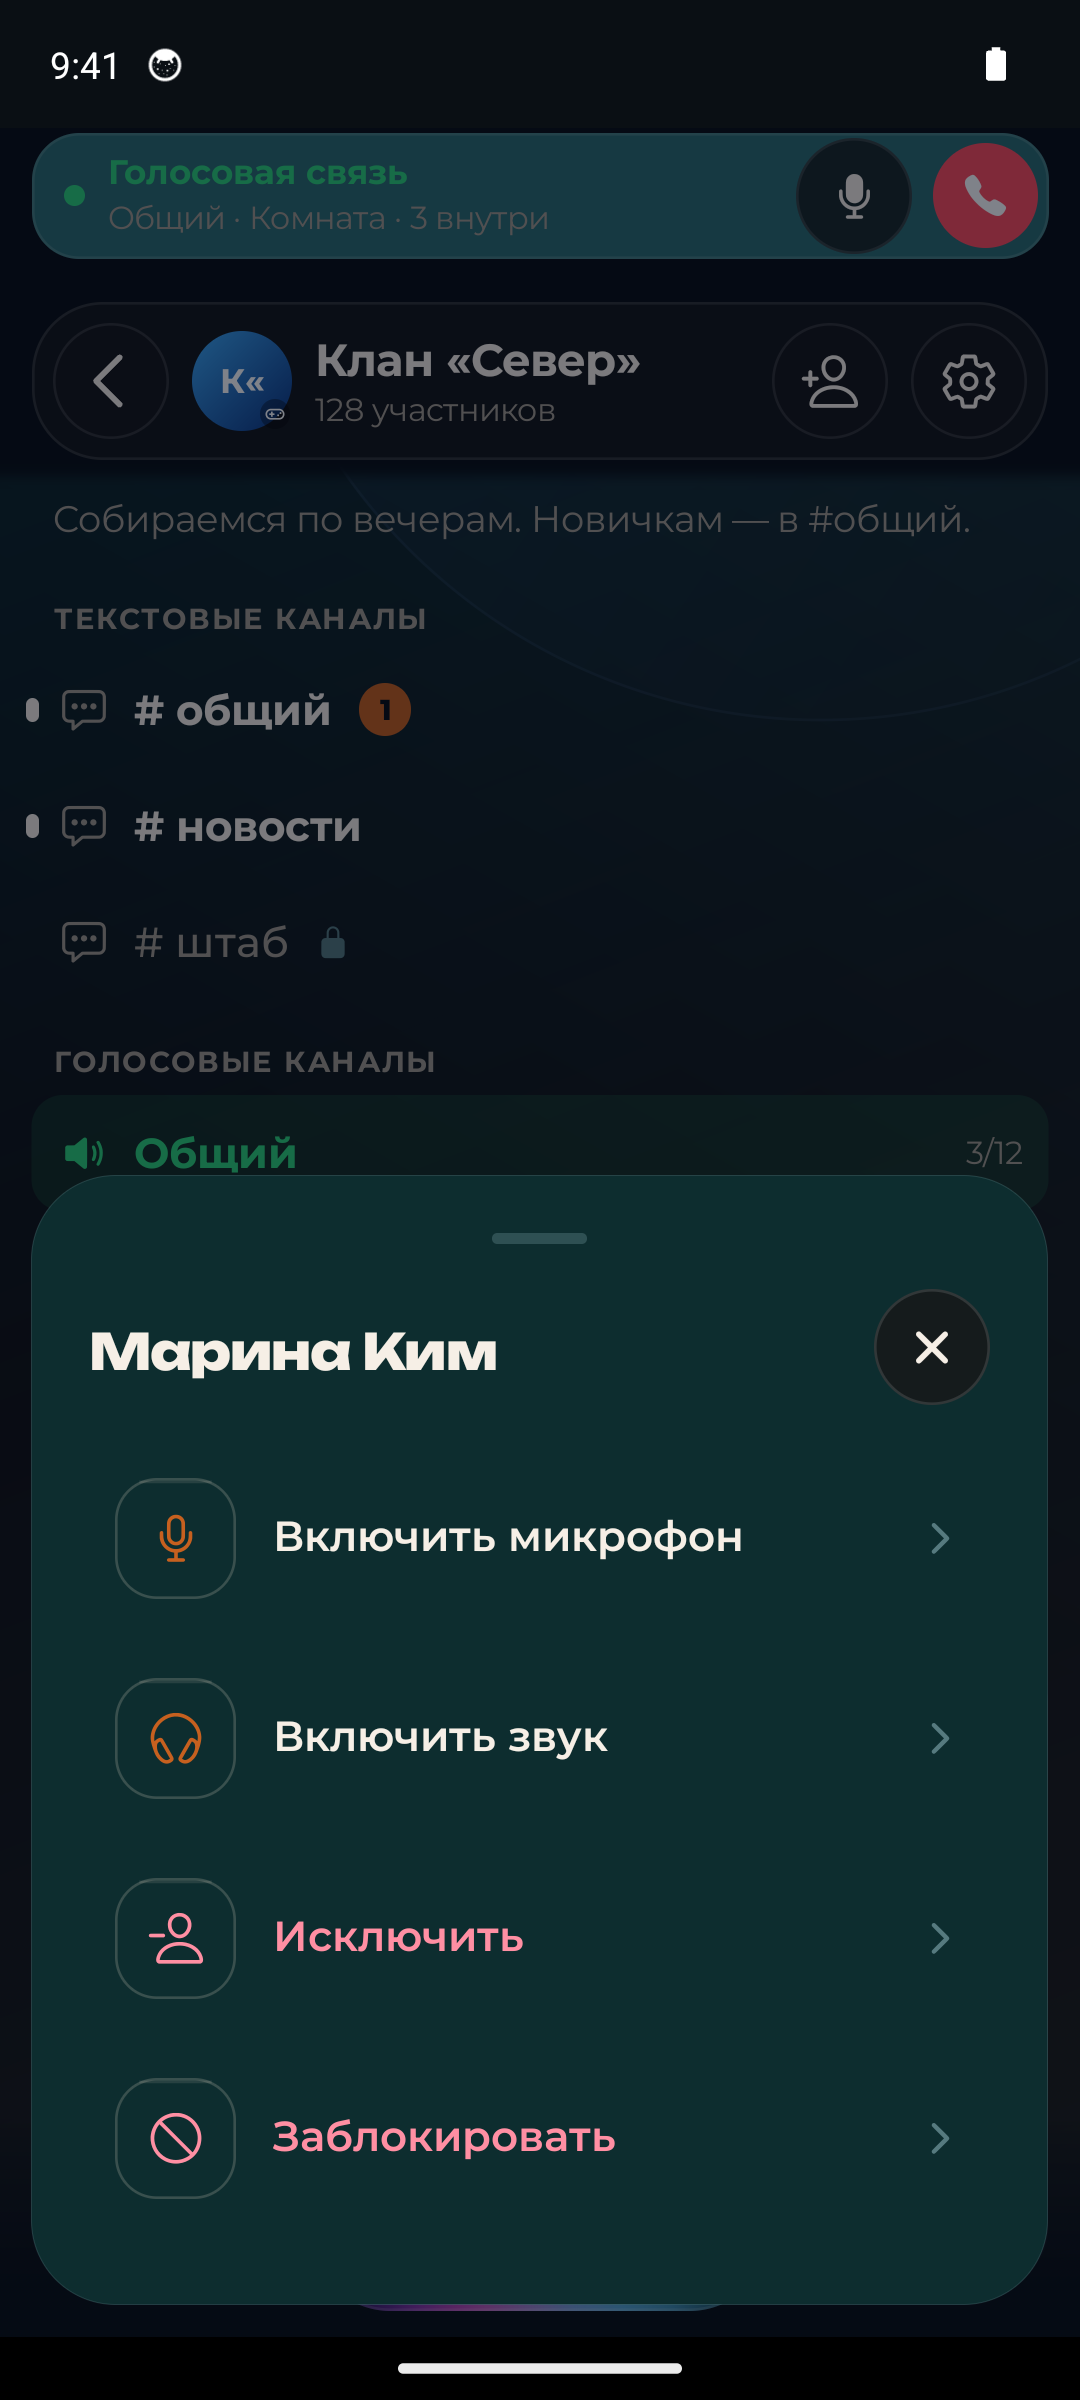 9:41
Голосовая связь
Общий · Комната · 3 внутри
К«
Клан «Север»
128 участников
Собираемся по вечерам. Новичкам — в #общий.
ТЕКСТОВЫЕ КАНАЛЫ
# общий 1
# новости
# штаб
ГОЛОСОВЫЕ КАНАЛЫ
Общий 3/12
Марина Ким
Включить микрофон
Включить звук
Исключить
Заблокировать